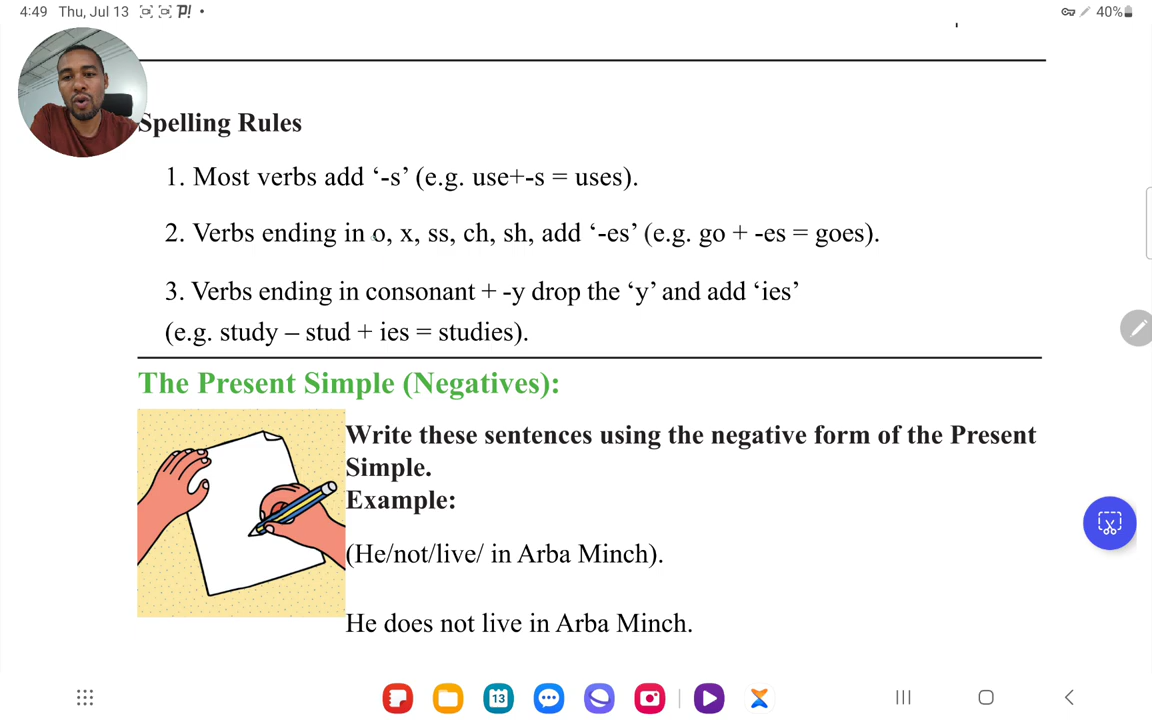 4:49 Thu, Jul 13 P! •
40%
Spelling Rules
1. Most verbs add ‘-s’ (e.g. use+-s = uses).
2. Verbs ending in o, x, ss, ch, sh, add ‘-es’ (e.g. go + -es = goes).
3. Verbs ending in consonant + -y drop the ‘y’ and add ‘ies’
(e.g. study – stud + ies = studies).
The Present Simple (Negatives):
Write these sentences using the negative form of the Present
Simple.
Example:
(He/not/live/ in Arba Minch).
He does not live in Arba Minch.
13